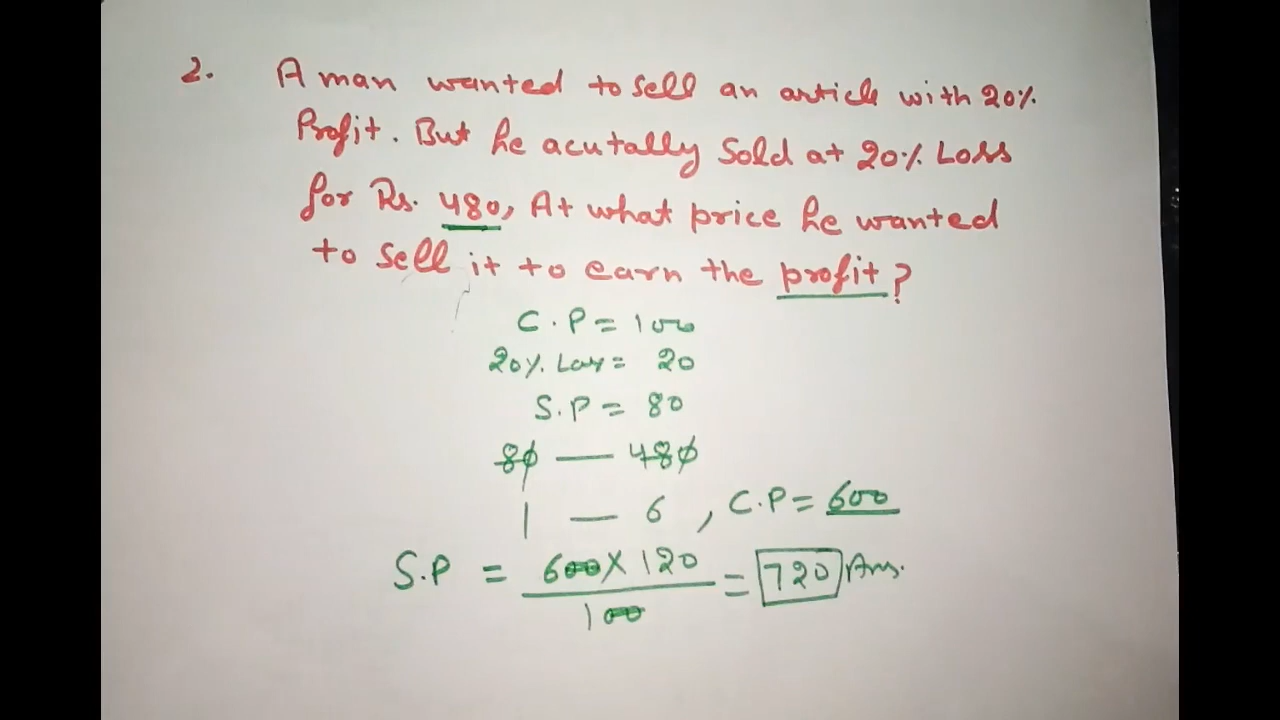 2. A man wanted to sell an article with 20%
Profit. But he acutally Sold at 20% Loss
for Rs. 480, At what price he wanted
to sell it to earn the profit?
C.P = 100
20% Loss = 20
S.P = 80
80 — 480
1 — 6 , C.P = 600
S.P = 600 X 120 / 100 = 720 Ans.